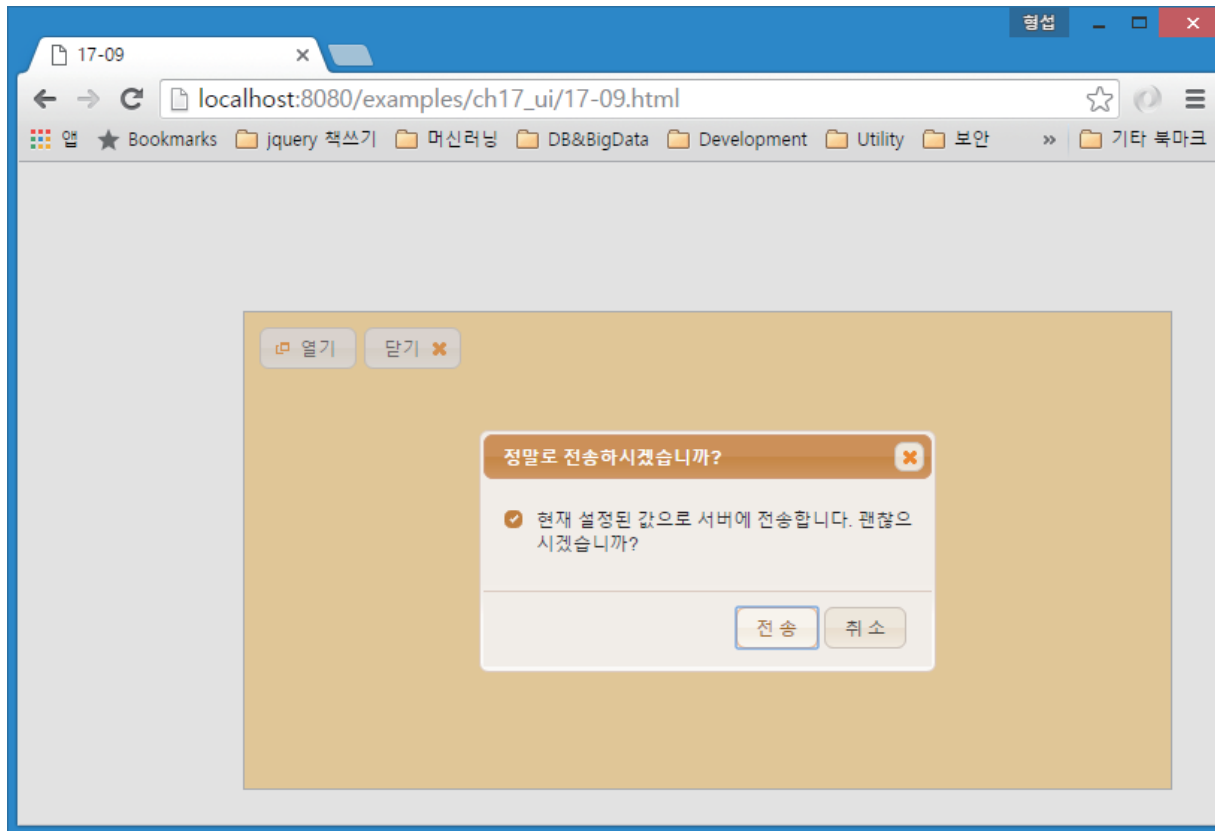 형섭
17-09
localhost:8080/examples/ch17_ui/17-09.html
앱 Bookmarks jquery 책쓰기 머신러닝 DB&BigData Development Utility 보안 » 기타 북마크
열기 닫기
정말로 전송하시겠습니까?
현재 설정된 값으로 서버에 전송합니다. 괜찮으
시겠습니까?
전 송 취 소